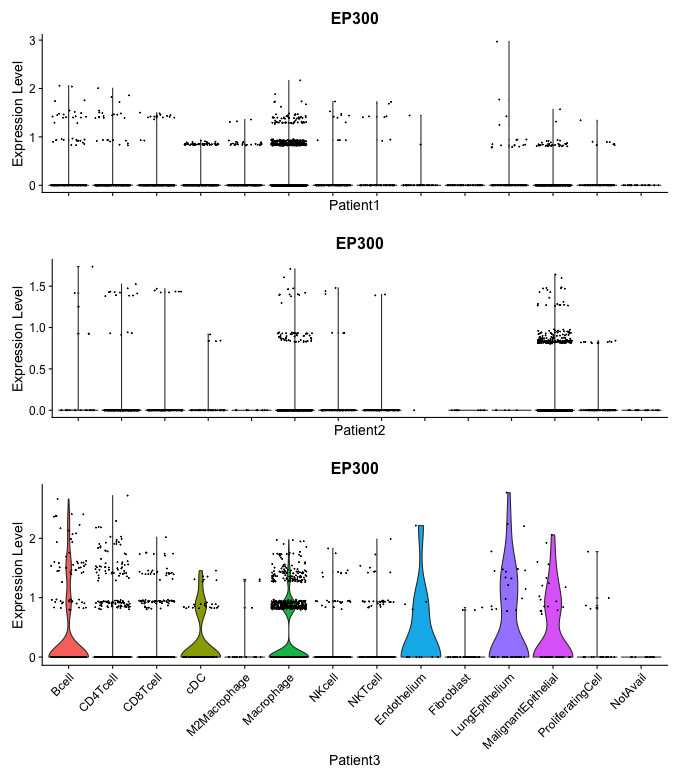 EP300
Expression Level
3
2
1
0
Patient1
EP300
Expression Level
1.5
1.0
0.5
0.0
Patient2
EP300
Expression Level
2
1
0
Bcell
CD4Tcell
CD8Tcell
cDC
M2Macrophage
Macrophage
NKcell
NKTcell
Endothelium
Fibroblast
LungEpithelium
MalignantEpithelial
ProliferatingCell
NotAvail
Patient3